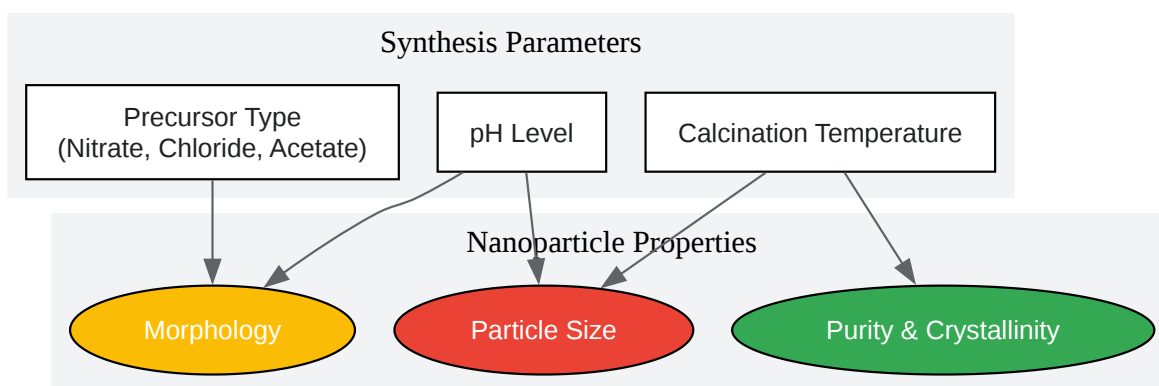 Synthesis Parameters
Precursor Type
(Nitrate, Chloride, Acetate)
pH Level
Calcination Temperature
Nanoparticle Properties
Morphology
Particle Size
Purity & Crystallinity